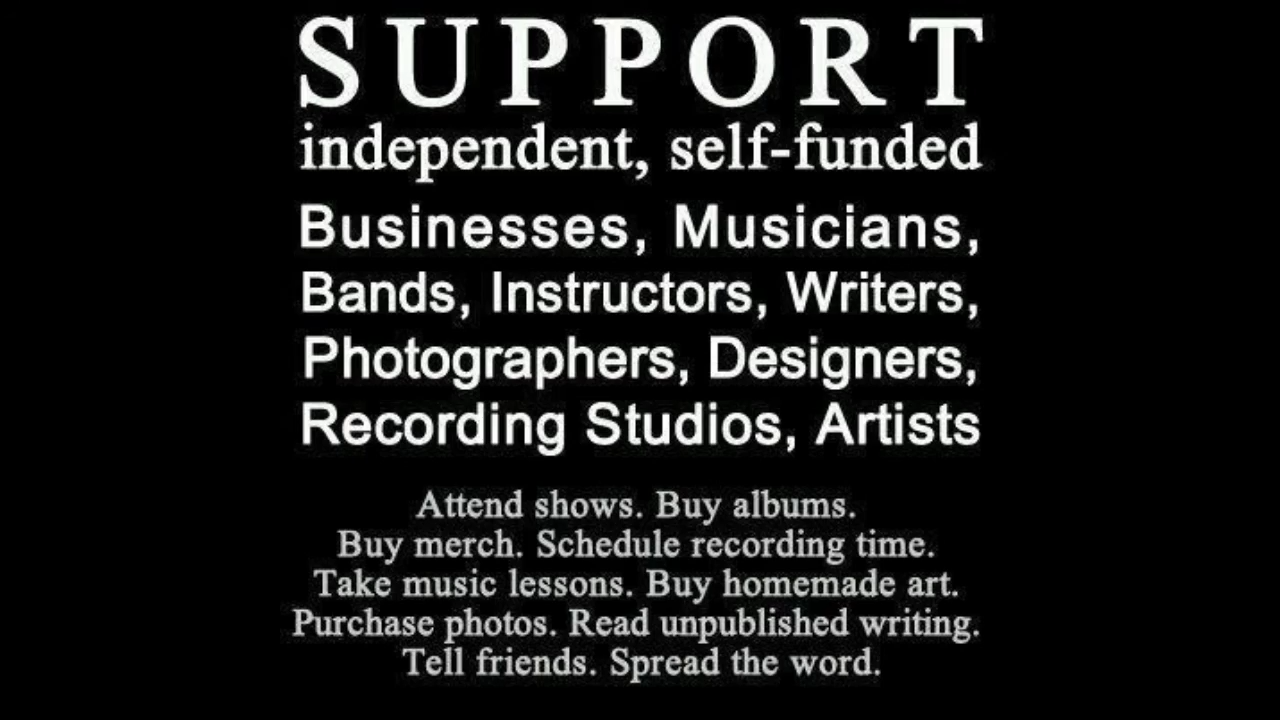 SUPPORT
independent, self-funded
Businesses, Musicians,
Bands, Instructors, Writers,
Photographers, Designers,
Recording Studios, Artists
Attend shows. Buy albums.
Buy merch. Schedule recording time.
Take music lessons. Buy homemade art.
Purchase photos. Read unpublished writing.
Tell friends. Spread the word.